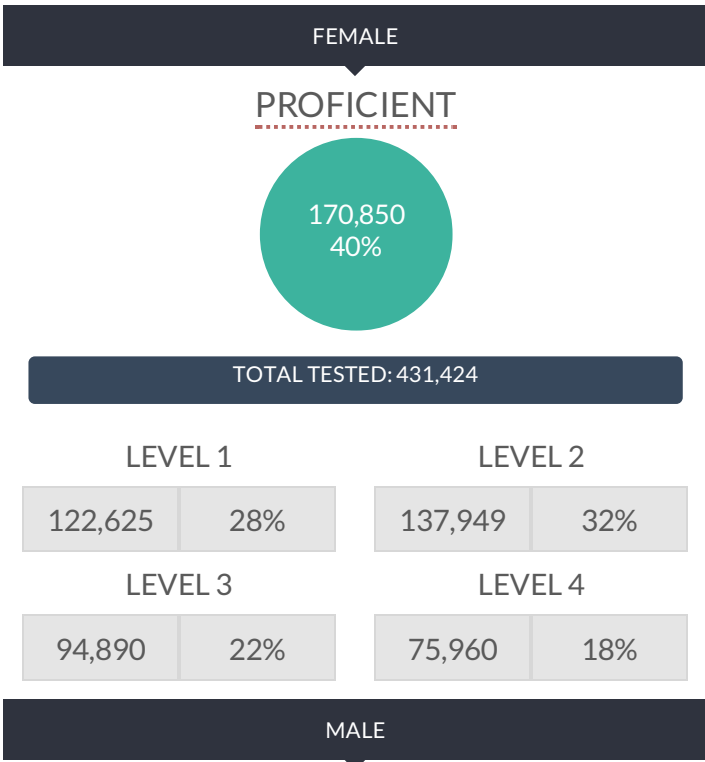 FEMALE
PROFICIENT
170,850
40%
TOTAL TESTED: 431,424
LEVEL 1
LEVEL 2
122,625 28%
137,949 32%
LEVEL 3
LEVEL 4
94,890 22%
75,960 18%
MALE